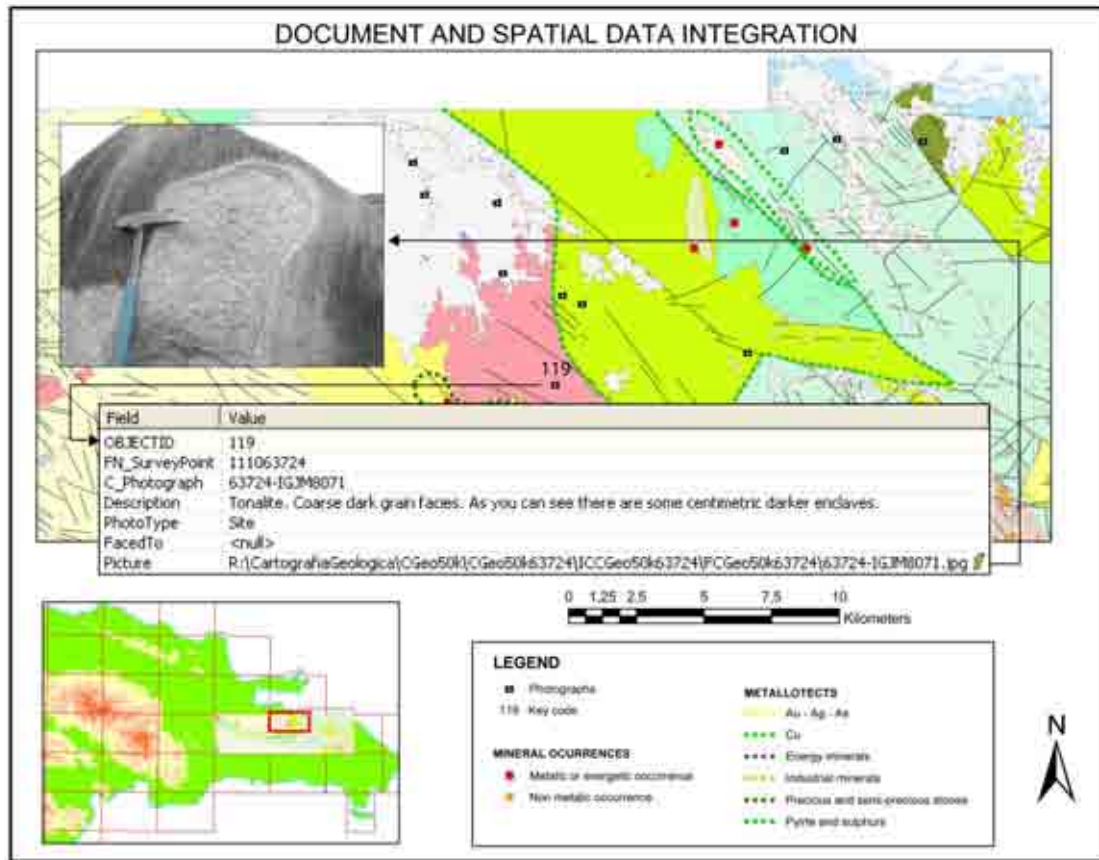 DOCUMENT AND SPATIAL DATA INTEGRATION
119
Field Value
OBJECTID 119
FN_SurveyPoint 111063724
C_Photograph 63724-IGJM8071
Description Tonalite. Coarse dark grain facies. As you can see there are some centimetric darker enclaves.
PhotoType Site
FacedTo <null>
Picture R:\CartografiaGeologica\CGeo50k\CGeo50k63724\ICCGeo50k63724\FCGeo50k63724\63724-IGJM8071.jpg
0 1,25 2,5 5 7,5 10
Kilometers
LEGEND
Photographs
119 Key code
MINERAL OCURRENCES
Metalic or energetic occurrence
Non metalic occurrence
METALLOTECTS
Au - Ag - As
Cu
Energy minerals
Industrial minerals
Precious and semi-precious stones
Pyrite and sulphurs
N